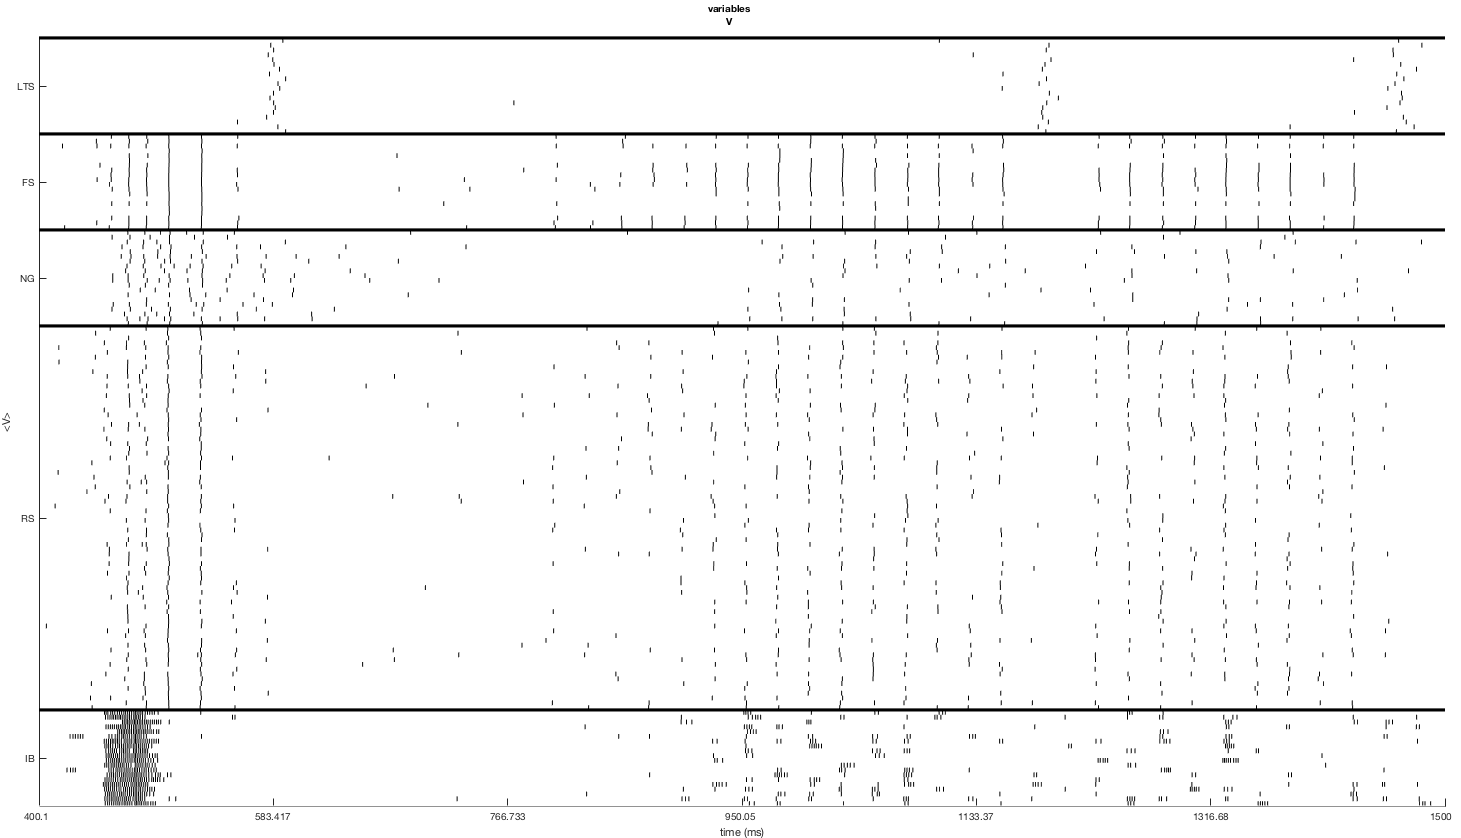 variables
V
LTS
FS
NG
RS
IB
<V>
400.1
583.417
766.733
950.05
1133.37
1316.68
1500
time (ms)